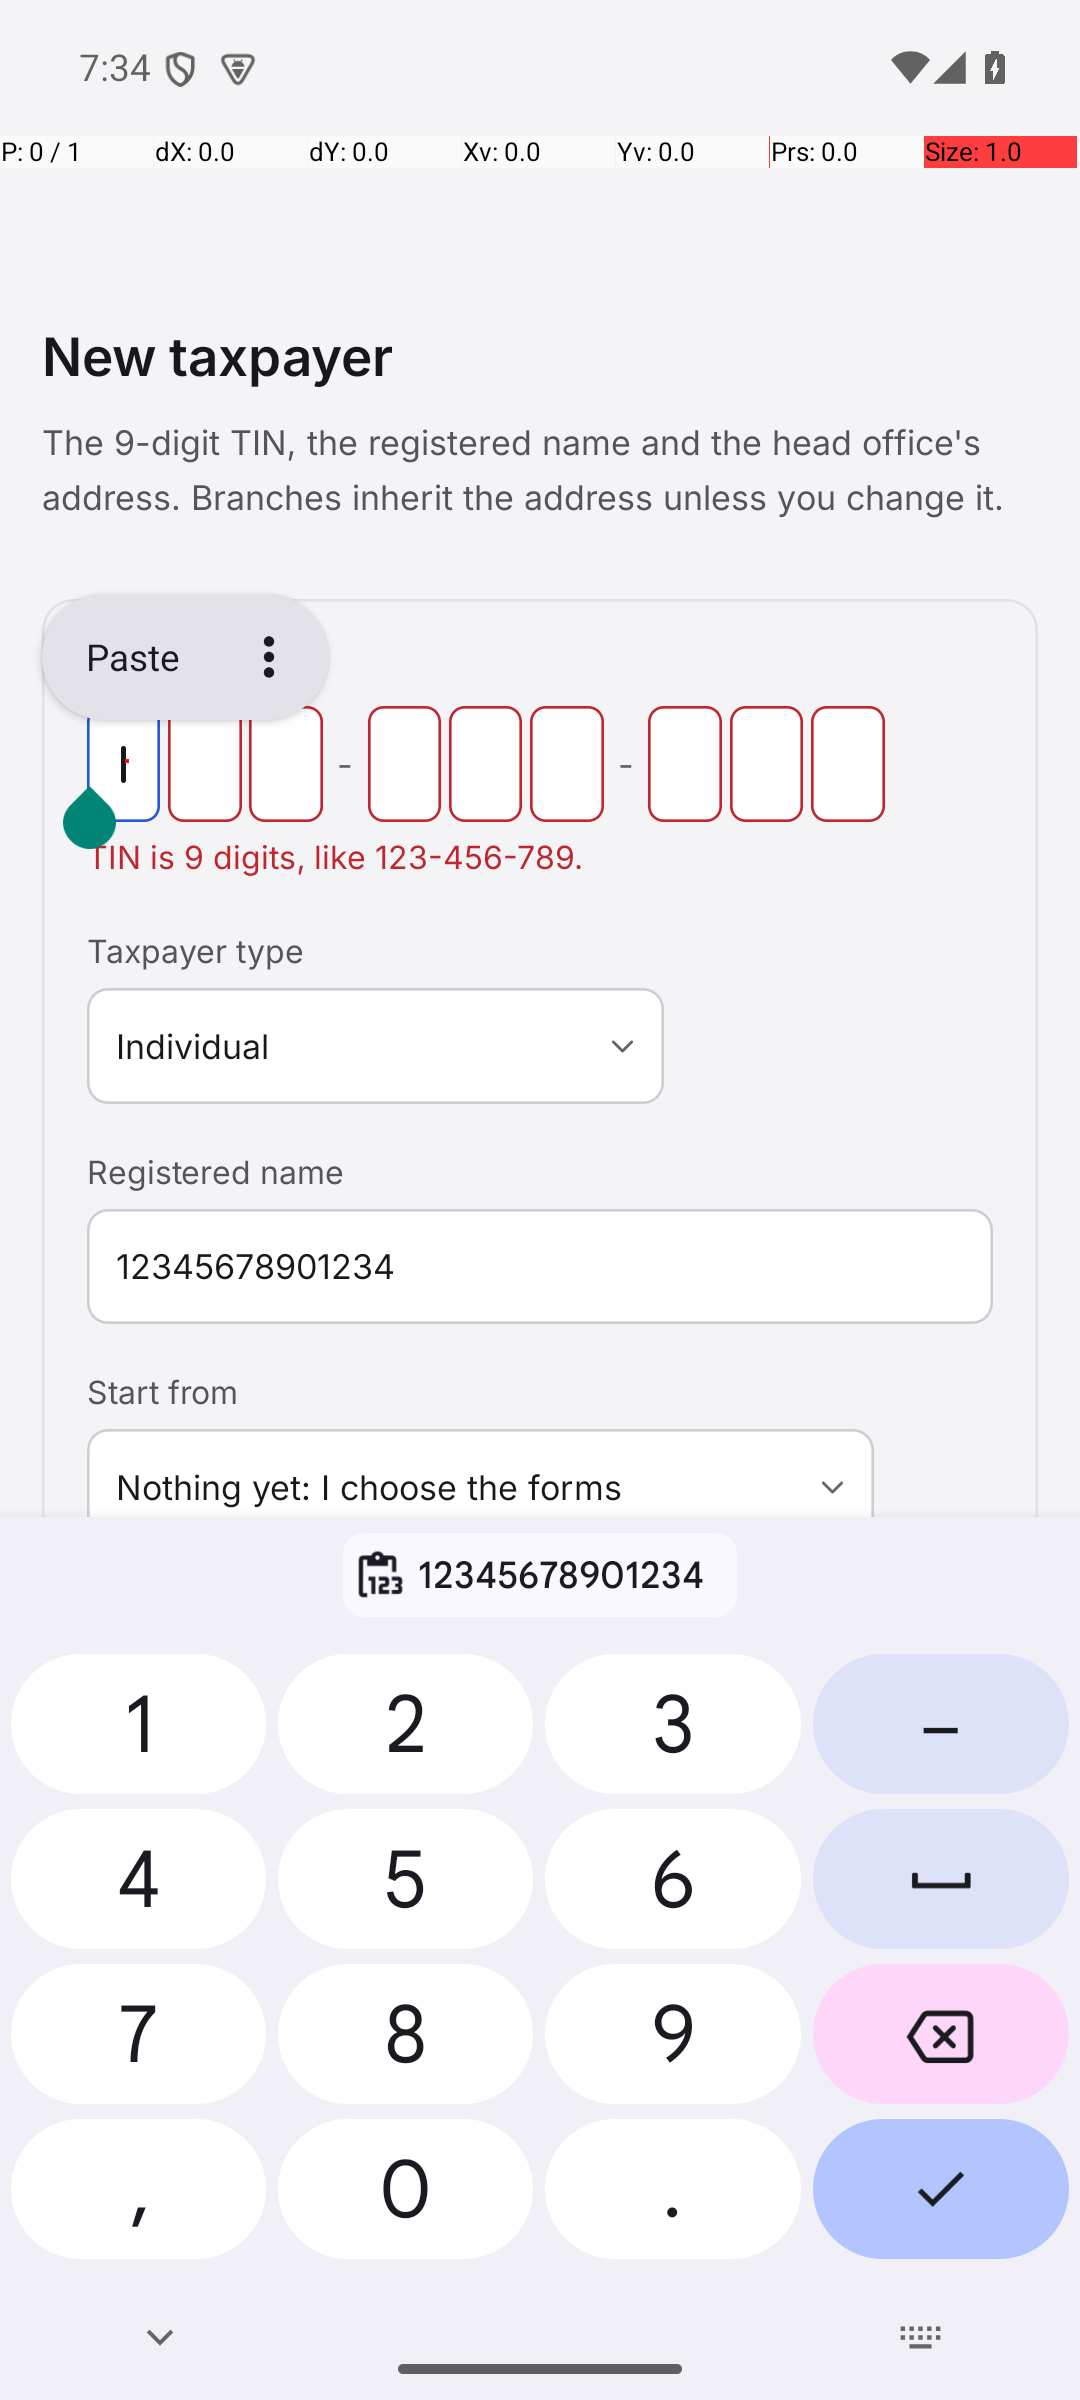 7:34
P: 0 / 1 dX: 0.0 dY: 0.0 Xv: 0.0 Yv: 0.0 Prs: 0.0 Size: 1.0
New taxpayer
The 9-digit TIN, the registered name and the head office's
address. Branches inherit the address unless you change it.
Paste
- -
TIN is 9 digits, like 123-456-789.
Taxpayer type
Individual
Registered name
12345678901234
Start from
Nothing yet: I choose the forms
123 12345678901234
1 2 3 –
4 5 6
7 8 9
, 0 .